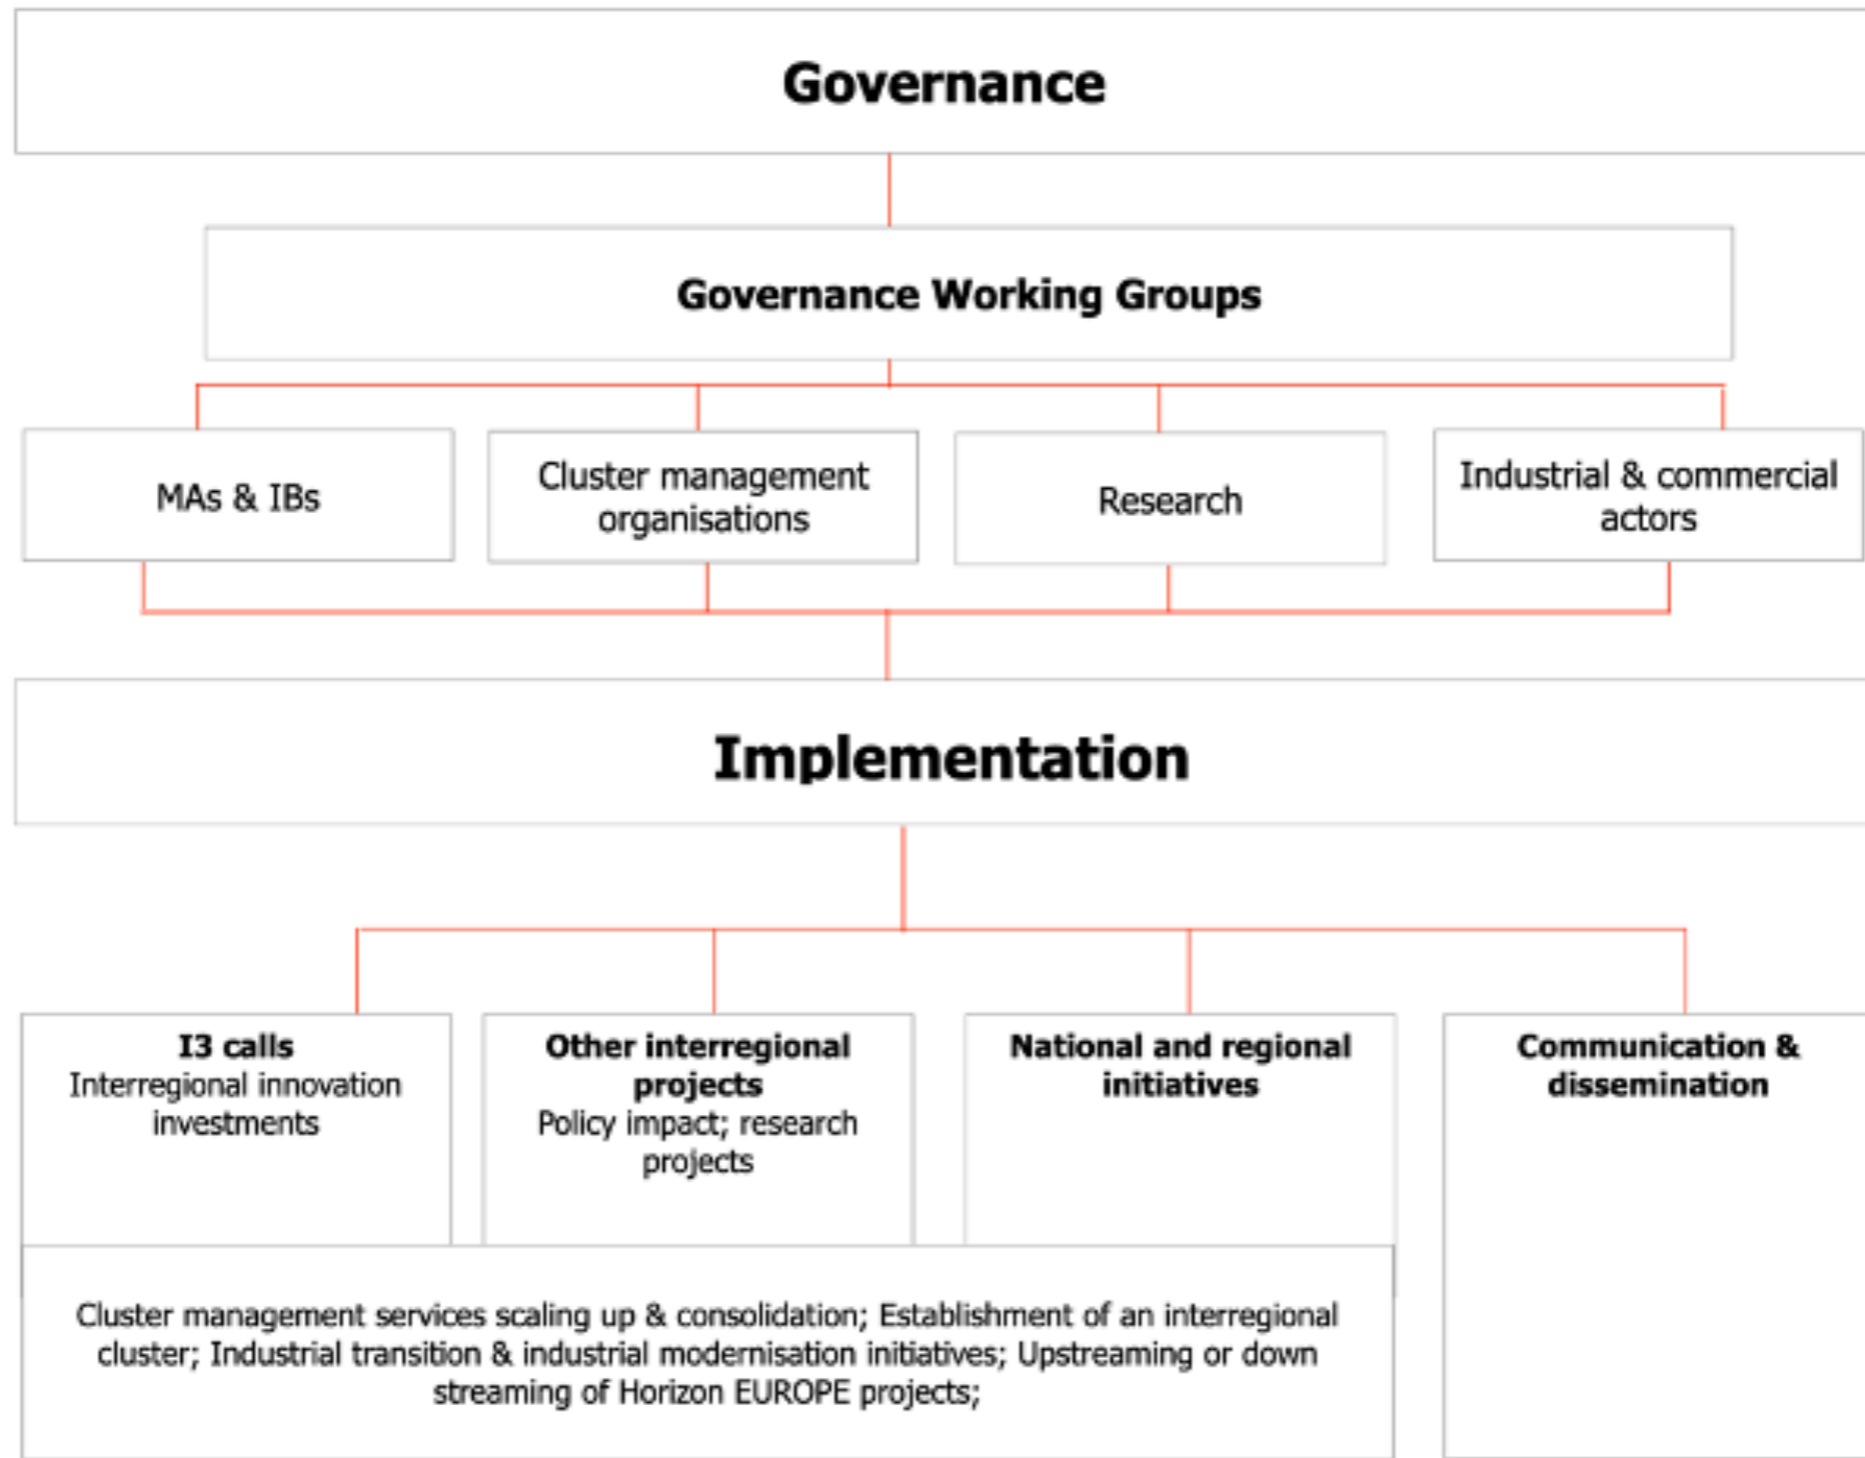 Governance
Governance Working Groups
MAs & IBs
Cluster management
organisations
Research
Industrial & commercial
actors
Implementation
I3 calls
Interregional innovation
investments
Other interregional
projects
Policy impact; research
projects
National and regional
initiatives
Communication &
dissemination
Cluster management services scaling up & consolidation; Establishment of an interregional
cluster; Industrial transition & industrial modernisation initiatives; Upstreaming or down
streaming of Horizon EUROPE projects;